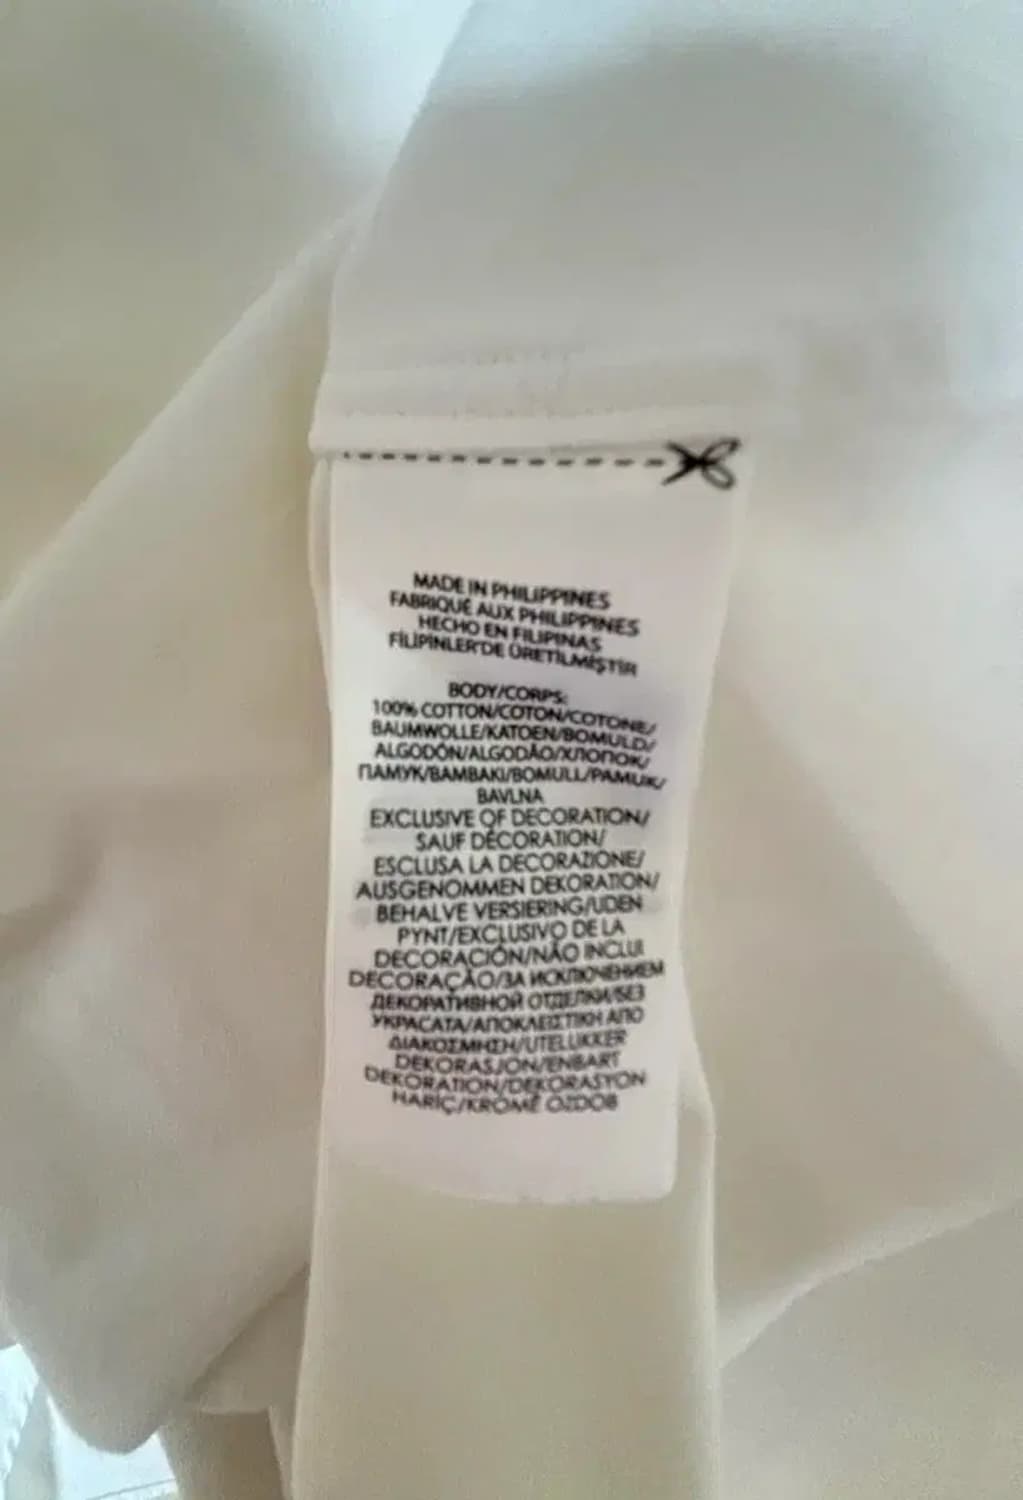 MADE IN PHILIPPINES
FABRIQUÉ AUX PHILIPPINES
HECHO EN FILIPINAS
FİLİPİNLER'DE ÜRETİLMİŞTİR
BODY/CORPS:
100% COTTON/COTON/COTONE/
BAUMWOLLE/KATOEN/BOMULD/
ALGODÓN/ALGODÃO/ХЛОПОК/
ПАМУК/BAMBAKI/BOMULL/PAMUK/
BAVLNA
EXCLUSIVE OF DECORATION/
SAUF DÉCORATION/
ESCLUSA LA DECORAZIONE/
AUSGENOMMEN DEKORATION/
BEHALVE VERSIERING/UDEN
PYNT/EXCLUSIVO DE LA
DECORACIÓN/NÃO INCLUI
DECORAÇÃO/ЗА ИСКЛЮЧЕНИЕМ
ДЕКОРАТИВНОЙ ОТДЕЛКИ/БЕЗ
УКРАСАТА/ΑΠΟΚΛΕΙΣΤΙΚΗ ΑΠΟ
ΔΙΑΚΟΣΜΗΣΗ/UTELUKKER
DEKORASJON/ENBART
DEKORATION/DEKORASYON
HARİÇ/KROMĚ OZDOB